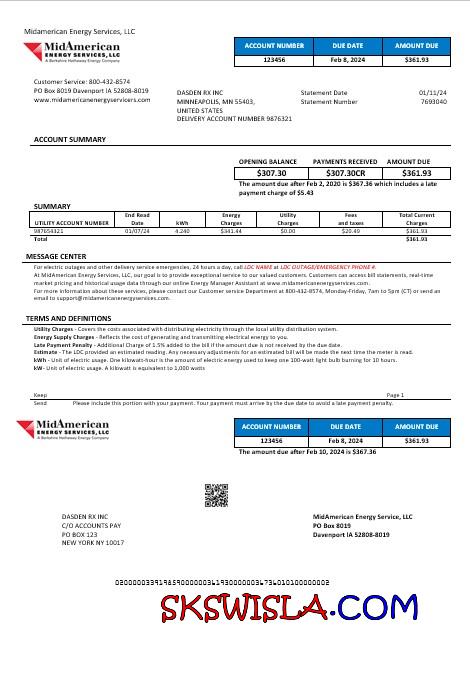 Midamerican Energy Services, LLC
MidAmerican
ENERGY SERVICES, LLC
A Berkshire Hathaway Energy Company
ACCOUNT NUMBER DUE DATE AMOUNT DUE
123456 Feb 8, 2024 $361.93
Customer Service: 800-432-8574
PO Box 8019 Davenport IA 52808-8019
www.midamericanenergyservicers.com
DASDEN RX INC
MINNEAPOLIS, MN 55403,
UNITED STATES
DELIVERY ACCOUNT NUMBER 9876321
Statement Date 01/11/24
Statement Number 7693040
ACCOUNT SUMMARY
OPENING BALANCE PAYMENTS RECEIVED AMOUNT DUE
$307.30 $307.30CR $361.93
The amount due after Feb 2, 2020 is $367.36 which includes a late
payment charge of $5.43
SUMMARY
UTILITY ACCOUNT NUMBER End Read Date kWh Energy Charges Utility Charges Fees and taxes Total Current Charges
987654321 01/07/24 4.240 $341.44 $0.00 $20.49 $361.93
Total $361.93
MESSAGE CENTER
For electric outages and other delivery service emergencies, 24 hours a day, call LDC NAME at LDC OUTAGE/EMERGENCY PHONE #.
At MidAmerican Energy Services, LLC, our goal is to provide exceptional service to our valued customers. Customers can access bill statements, real-time
market pricing and historical usage data through our online Energy Manager Assistant at www.midamericanenergyservices.com.
For more information about these services, please contact our Customer service Department at 800-432-8574, Monday-Friday, 7am to 5pm (CT) or send an
email to support@midamericanenergyservices.com.
TERMS AND DEFINITIONS
Utility Charges - Covers the costs associated with distributing electricity through the local utility distribution system.
Energy Supply Charges - Reflects the cost of generating and transmitting electrical energy to you.
Late Payment Penalty - Additional Charge of 1.5% added to the bill if the amount due is not received by the due date.
Estimate - The LDC provided an estimated reading. Any necessary adjustments for an estimated bill will be made the next time the meter is read.
kWh - Unit of electric usage. One kilowatt-hour is the amount of electric energy used to keep one 100-watt light bulb burning for 10 hours.
kW - Unit of electric usage. A kilowatt is equivalent to 1,000 watts
Keep Page 1
Send Please include this portion with your payment. Your payment must arrive by the due date to avoid a late payment penalty.
MidAmerican
ENERGY SERVICES, LLC
A Berkshire Hathaway Energy Company
ACCOUNT NUMBER DUE DATE AMOUNT DUE
123456 Feb 8, 2024 $361.93
The amount due after Feb 10, 2024 is $367.36
DASDEN RX INC
C/O ACCOUNTS PAY
PO BOX 123
NEW YORK NY 10017
MidAmerican Energy Service, LLC
PO Box 8019
Davenport IA 52808-8019
SKSWISLA.COM